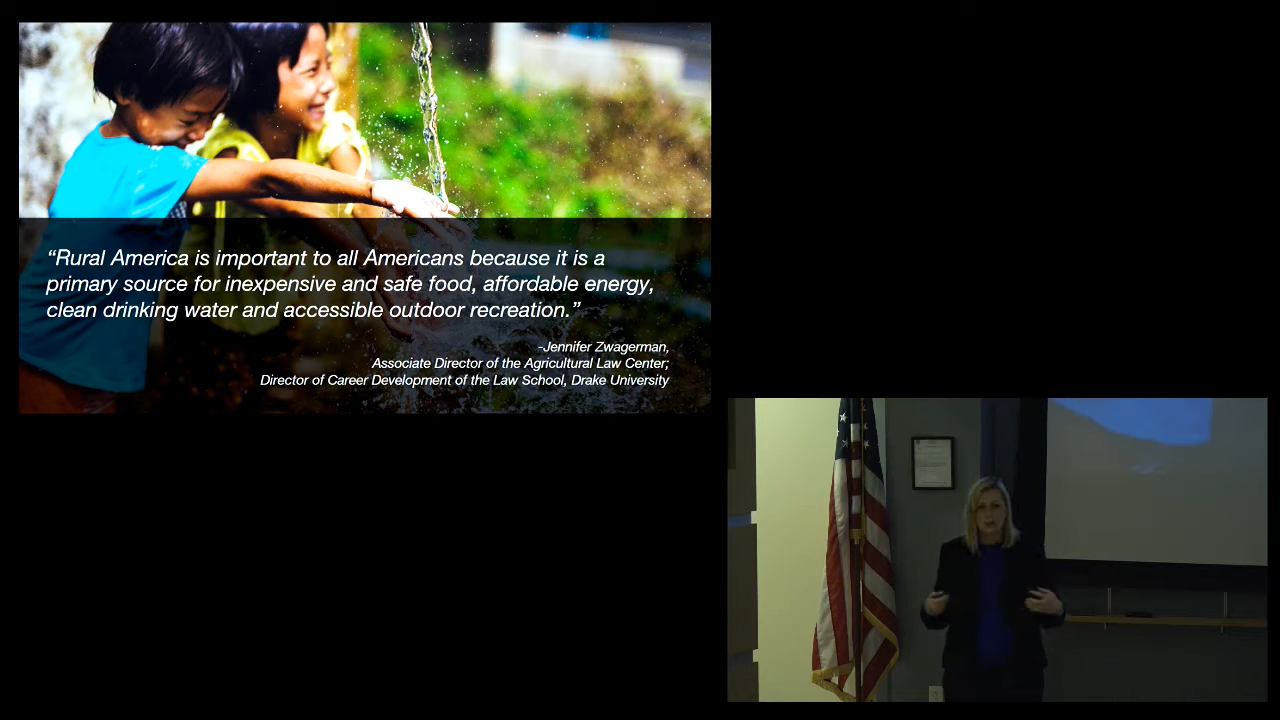 “Rural America is important to all Americans because it is a
primary source for inexpensive and safe food, affordable energy,
clean drinking water and accessible outdoor recreation.”
-Jennifer Zwagerman,
Associate Director of the Agricultural Law Center;
Director of Career Development of the Law School, Drake University